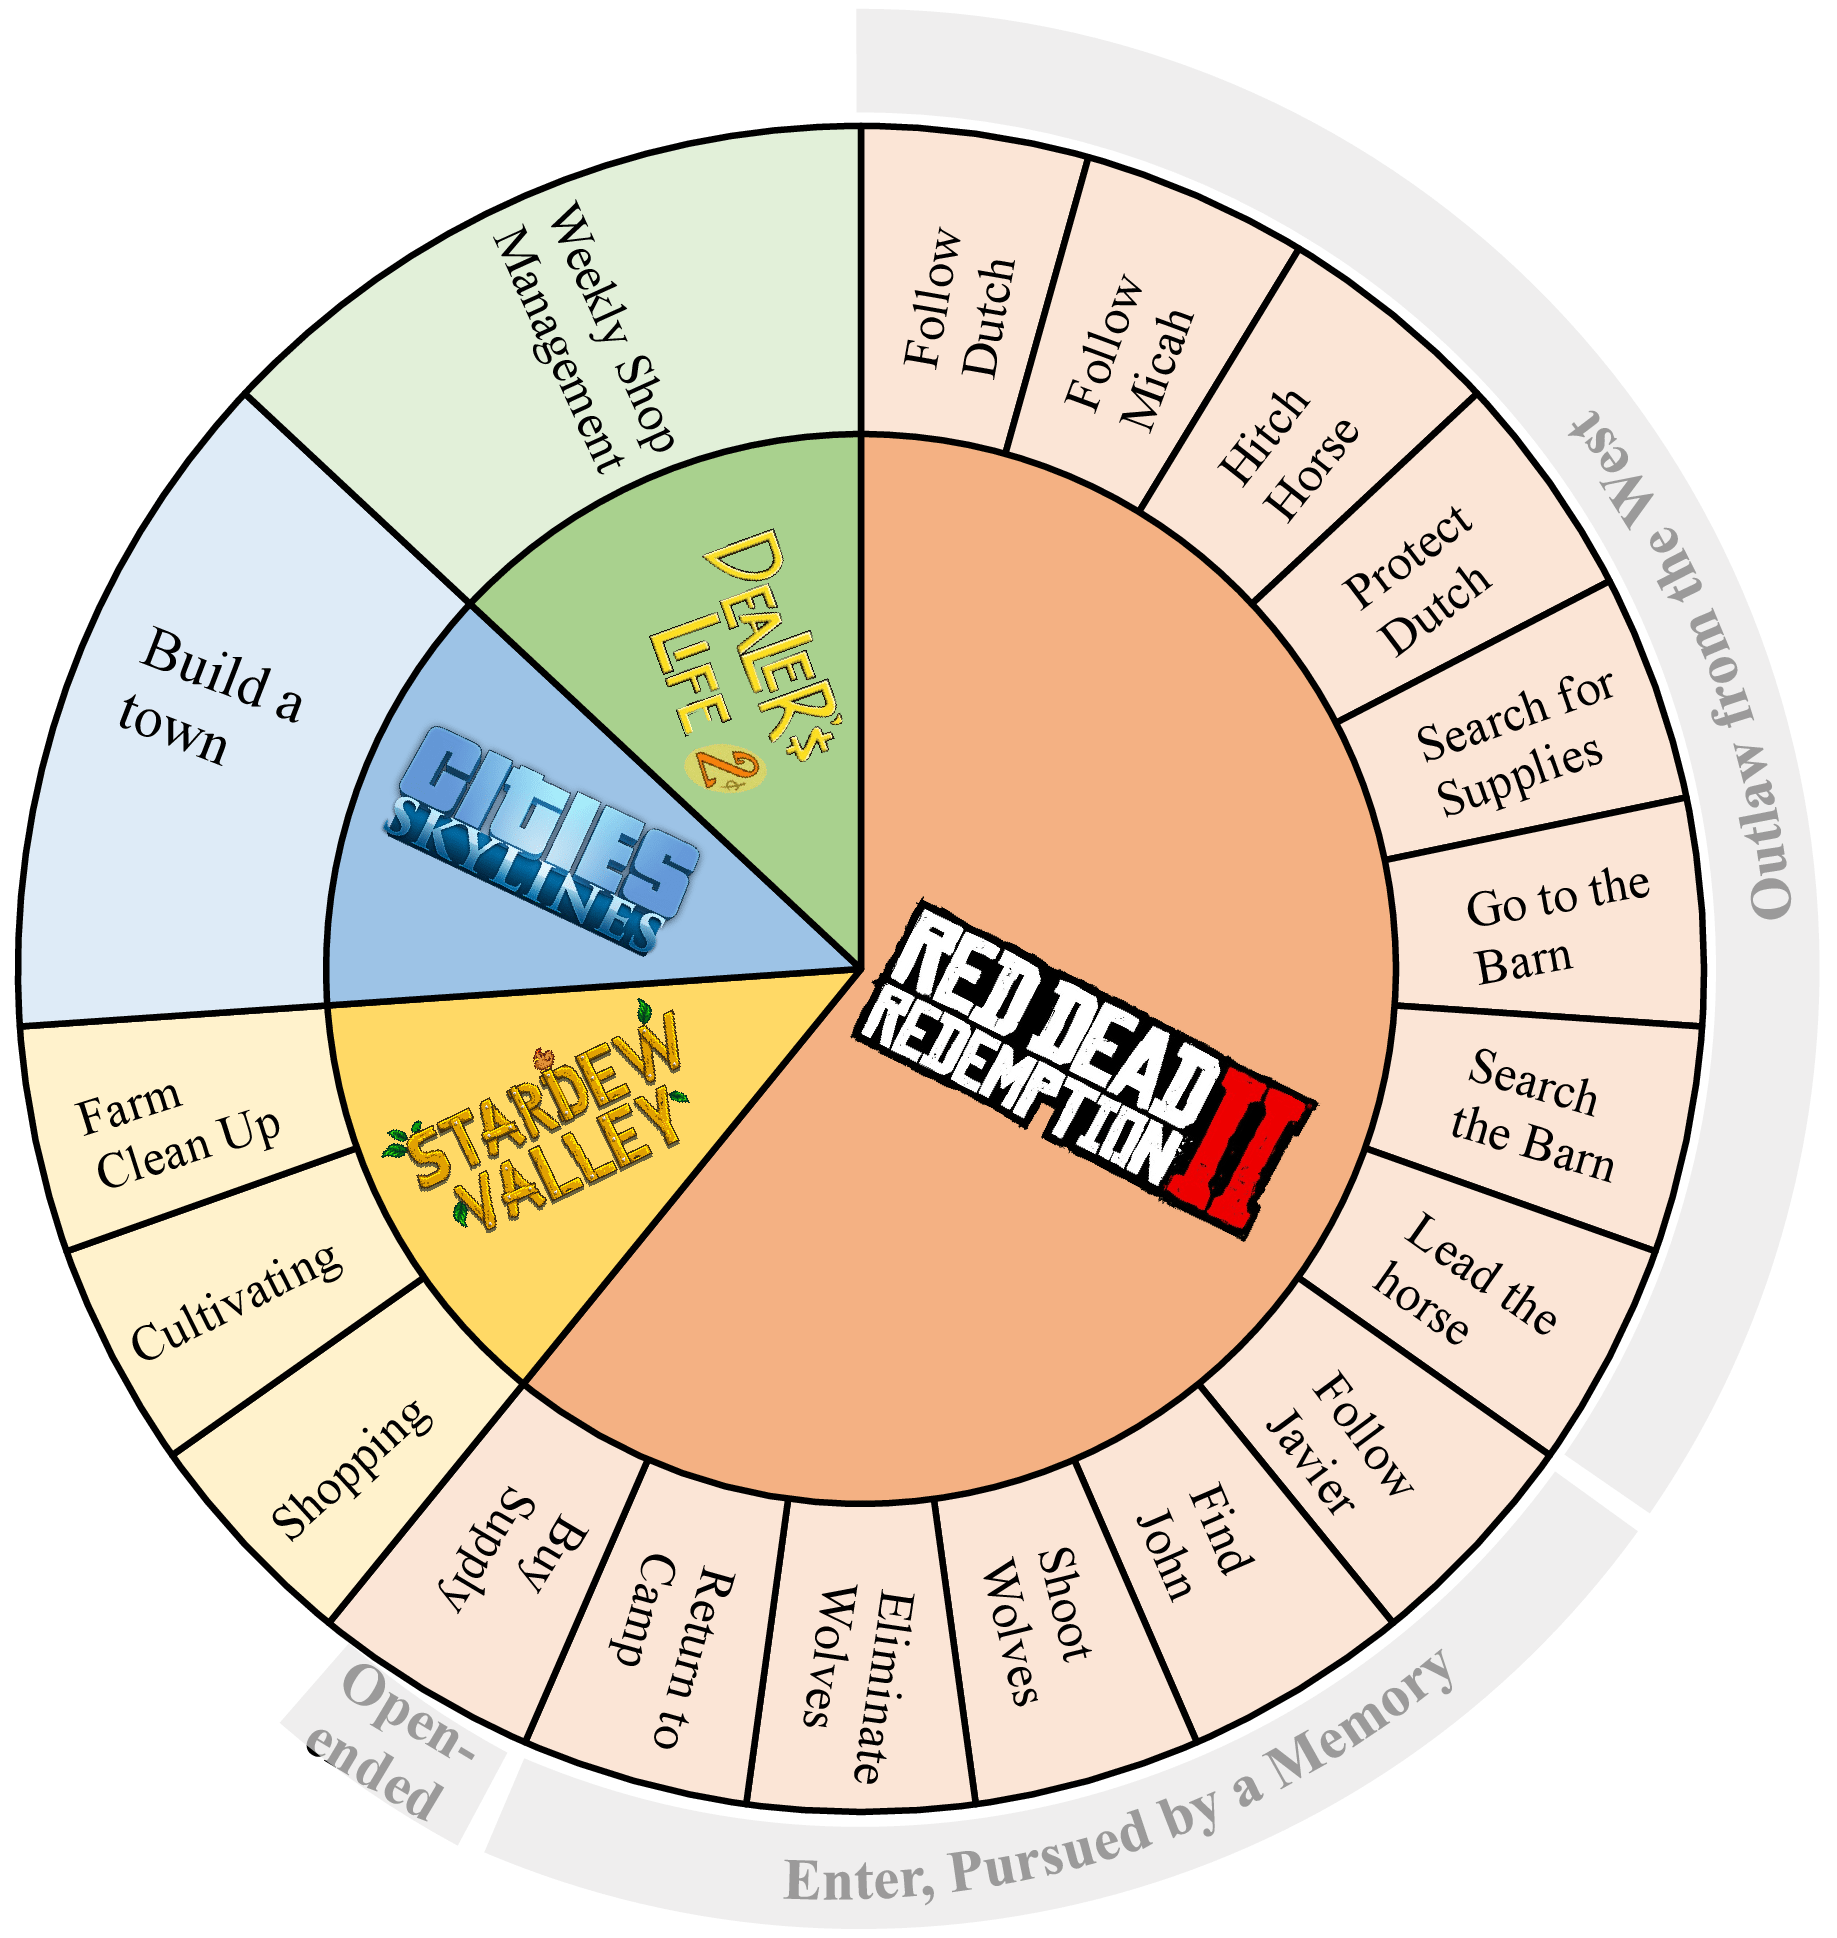 Follow
Dutch
Follow
Micah
Hitch
Horse
Protect
Dutch
Search for
Supplies
Go to the
Barn
Search
the Barn
Lead the
horse
Follow
Javier
Find
John
Shoot
Wolves
Eliminate
Wolves
Return to
Camp
Buy
Supply
Shopping
Cultivating
Farm
Clean Up
Build a
town
Weekly Shop
Management
DEALER'$
LIFE 2
CITIES
SKYLINES
STARDEW
VALLEY
RED DEAD
REDEMPTION II
Outlaw from the West
Enter, Pursued by a Memory
Open-
ended